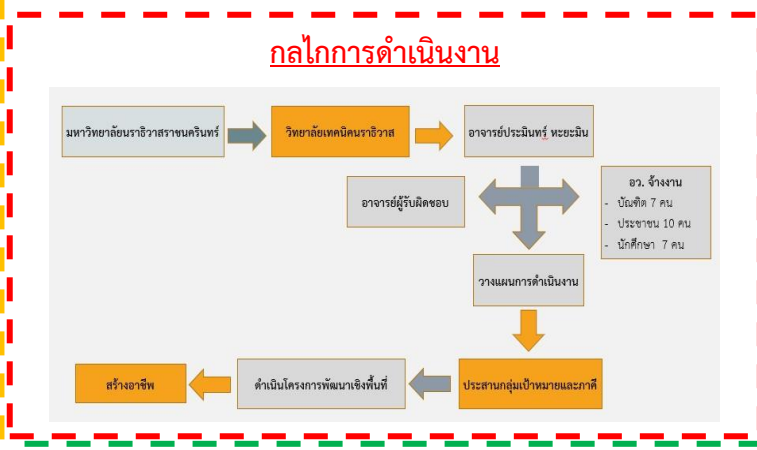 กลไกการดำเนินงาน
มหาวิทยาลัยนราธิวาสราชนครินทร์
วิทยาลัยเทคนิคนราธิวาส
อาจารย์ประมินทร์ หะยะมิน
อาจารย์ผู้รับผิดชอบ
อว. จ้างงาน
- บัณฑิต 7 คน
- ประชาชน 10 คน
- นักศึกษา 7 คน
วางแผนการดำเนินงาน
สร้างอาชีพ
ดำเนินโครงการพัฒนาเชิงพื้นที่
ประสานกลุ่มเป้าหมายและภาคี